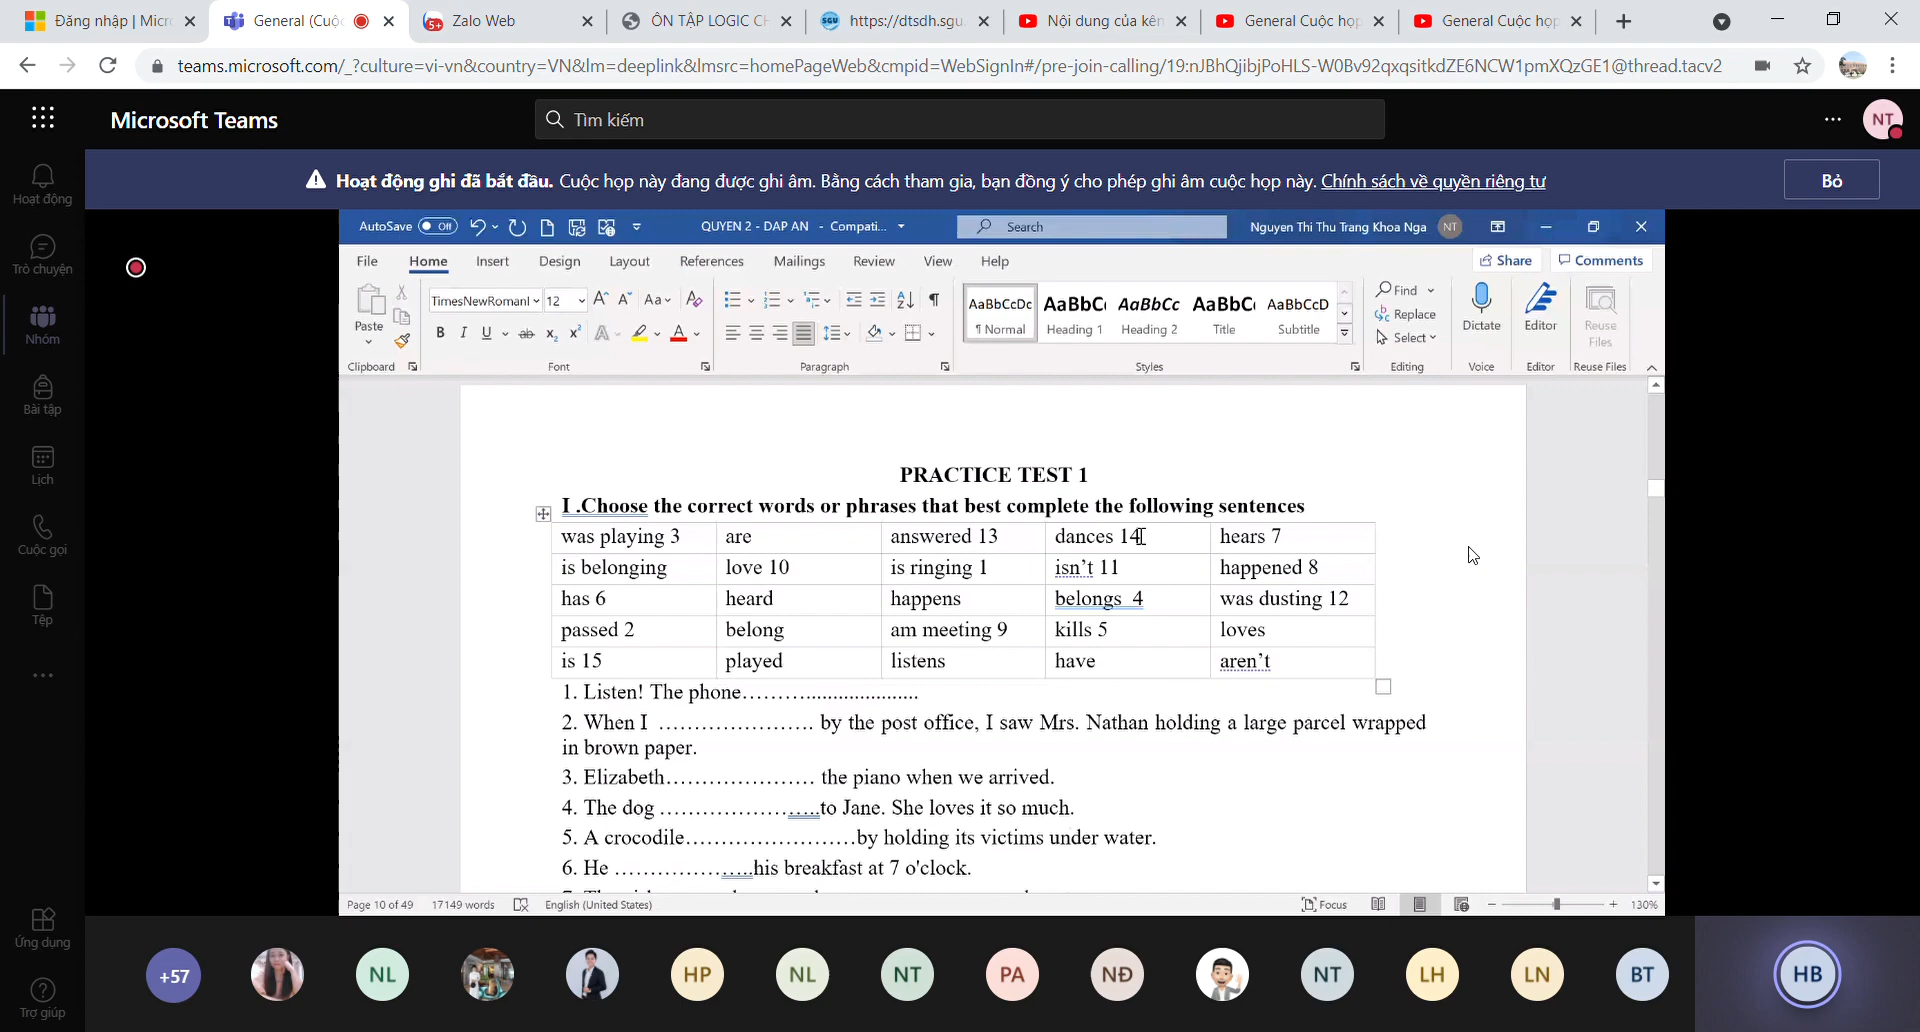 Đăng nhập | Micr
General (Cuộc
Zalo Web
5+
ÔN TẬP LOGIC CH
SGU
https://dtsdh.sgu.
Nội dung của kên
General Cuộc họp
General Cuộc họp
teams.microsoft.com/_?culture=vi-vn&country=VN&lm=deeplink&lmsrc=homePageWeb&cmpid=WebSignIn#/pre-join-calling/19:nJBhQjibjPoHLS-W0Bv92qxqsitkdZE6NCW1pmXQzGE1@thread.tacv2
Microsoft Teams
Tìm kiếm
NT
Hoạt động ghi đã bắt đầu. Cuộc họp này đang được ghi âm. Bằng cách tham gia, bạn đồng ý cho phép ghi âm cuộc họp này. Chính sách về quyền riêng tư
Bỏ
Hoạt động
Trò chuyện
Nhóm
Bài tập
Lịch
Cuộc gọi
Tệp
Ứng dụng
Trợ giúp
AutoSave Off QUYEN 2 - DAP AN - Compati... Search Nguyen Thi Thu Trang Khoa Nga NT
File Home Insert Design Layout References Mailings Review View Help Share Comments
Paste
Clipboard
TimesNewRomanI 12
Font
Paragraph
AaBbCcDc AaBbC AaBbCc AaBbC AaBbCcD
¶ Normal Heading 1 Heading 2 Title Subtitle
Styles
Find
Replace
Select
Editing
Dictate
Voice
Editor
Editor
Reuse Files
Reuse Files
PRACTICE TEST 1
I .Choose the correct words or phrases that best complete the following sentences
was playing 3 are answered 13 dances 14 hears 7
is belonging love 10 is ringing 1 isn’t 11 happened 8
has 6 heard happens belongs 4 was dusting 12
passed 2 belong am meeting 9 kills 5 loves
is 15 played listens have aren’t
1. Listen! The phone………....................
2. When I …………………. by the post office, I saw Mrs. Nathan holding a large parcel wrapped
in brown paper.
3. Elizabeth………………… the piano when we arrived.
4. The dog …………………..to Jane. She loves it so much.
5. A crocodile……………………by holding its victims under water.
6. He ………………..his breakfast at 7 o'clock.
Page 10 of 49 17149 words English (United States) Focus 130%
+57 NL HP NL NT PA NĐ NT LH LN BT HB